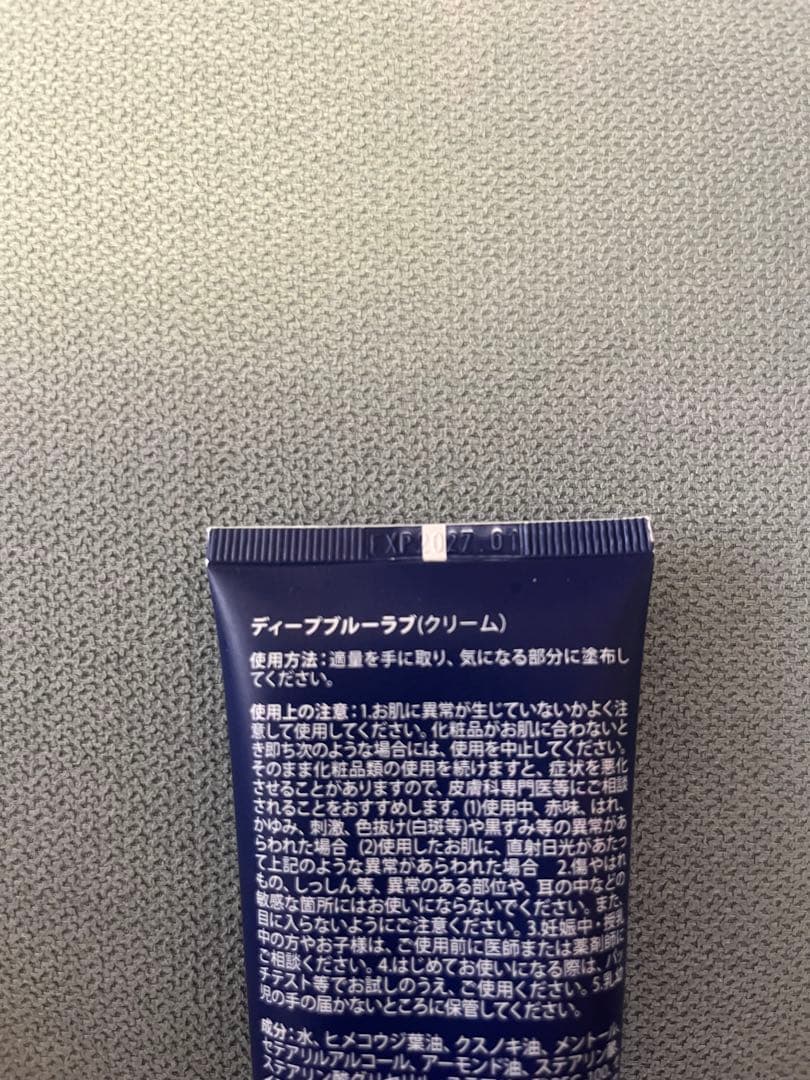 EXP2027.01
ディープブルーラブ(クリーム)
使用方法：適量を手に取り、気になる部分に塗布し
てください。
使用上の注意：1.お肌に異常が生じていないかよく注
意して使用してください。化粧品がお肌に合わないと
き即ち次のような場合には、使用を中止してください。
そのまま化粧品類の使用を続けますと、症状を悪化
させることがありますので、皮膚科専門医等にご相談
されることをおすすめします。(1)使用中、赤味、はれ、
かゆみ、刺激、色抜け(白斑等)や黒ずみ等の異常があ
らわれた場合 (2)使用したお肌に、直射日光があたっ
て上記のような異常があらわれた場合 2.傷やはれ
もの、しっしん等、異常のある部位や、耳の中などの
敏感な箇所にはお使いにならないでください。また、
目に入らないようにご注意ください。3.妊娠中・授乳
中の方やお子様は、ご使用前に医師または薬剤師に
ご相談ください。4.はじめてお使いになる際は、パッ
チテスト等でお試しのうえ、ご使用ください。5.乳幼
児の手の届かないところに保管してください。
成分：水、ヒメコウジ葉油、クスノキ油、メントール、
セテアリルアルコール、アーモンド油、ステアリン酸
ステアリン酸グリセリル、